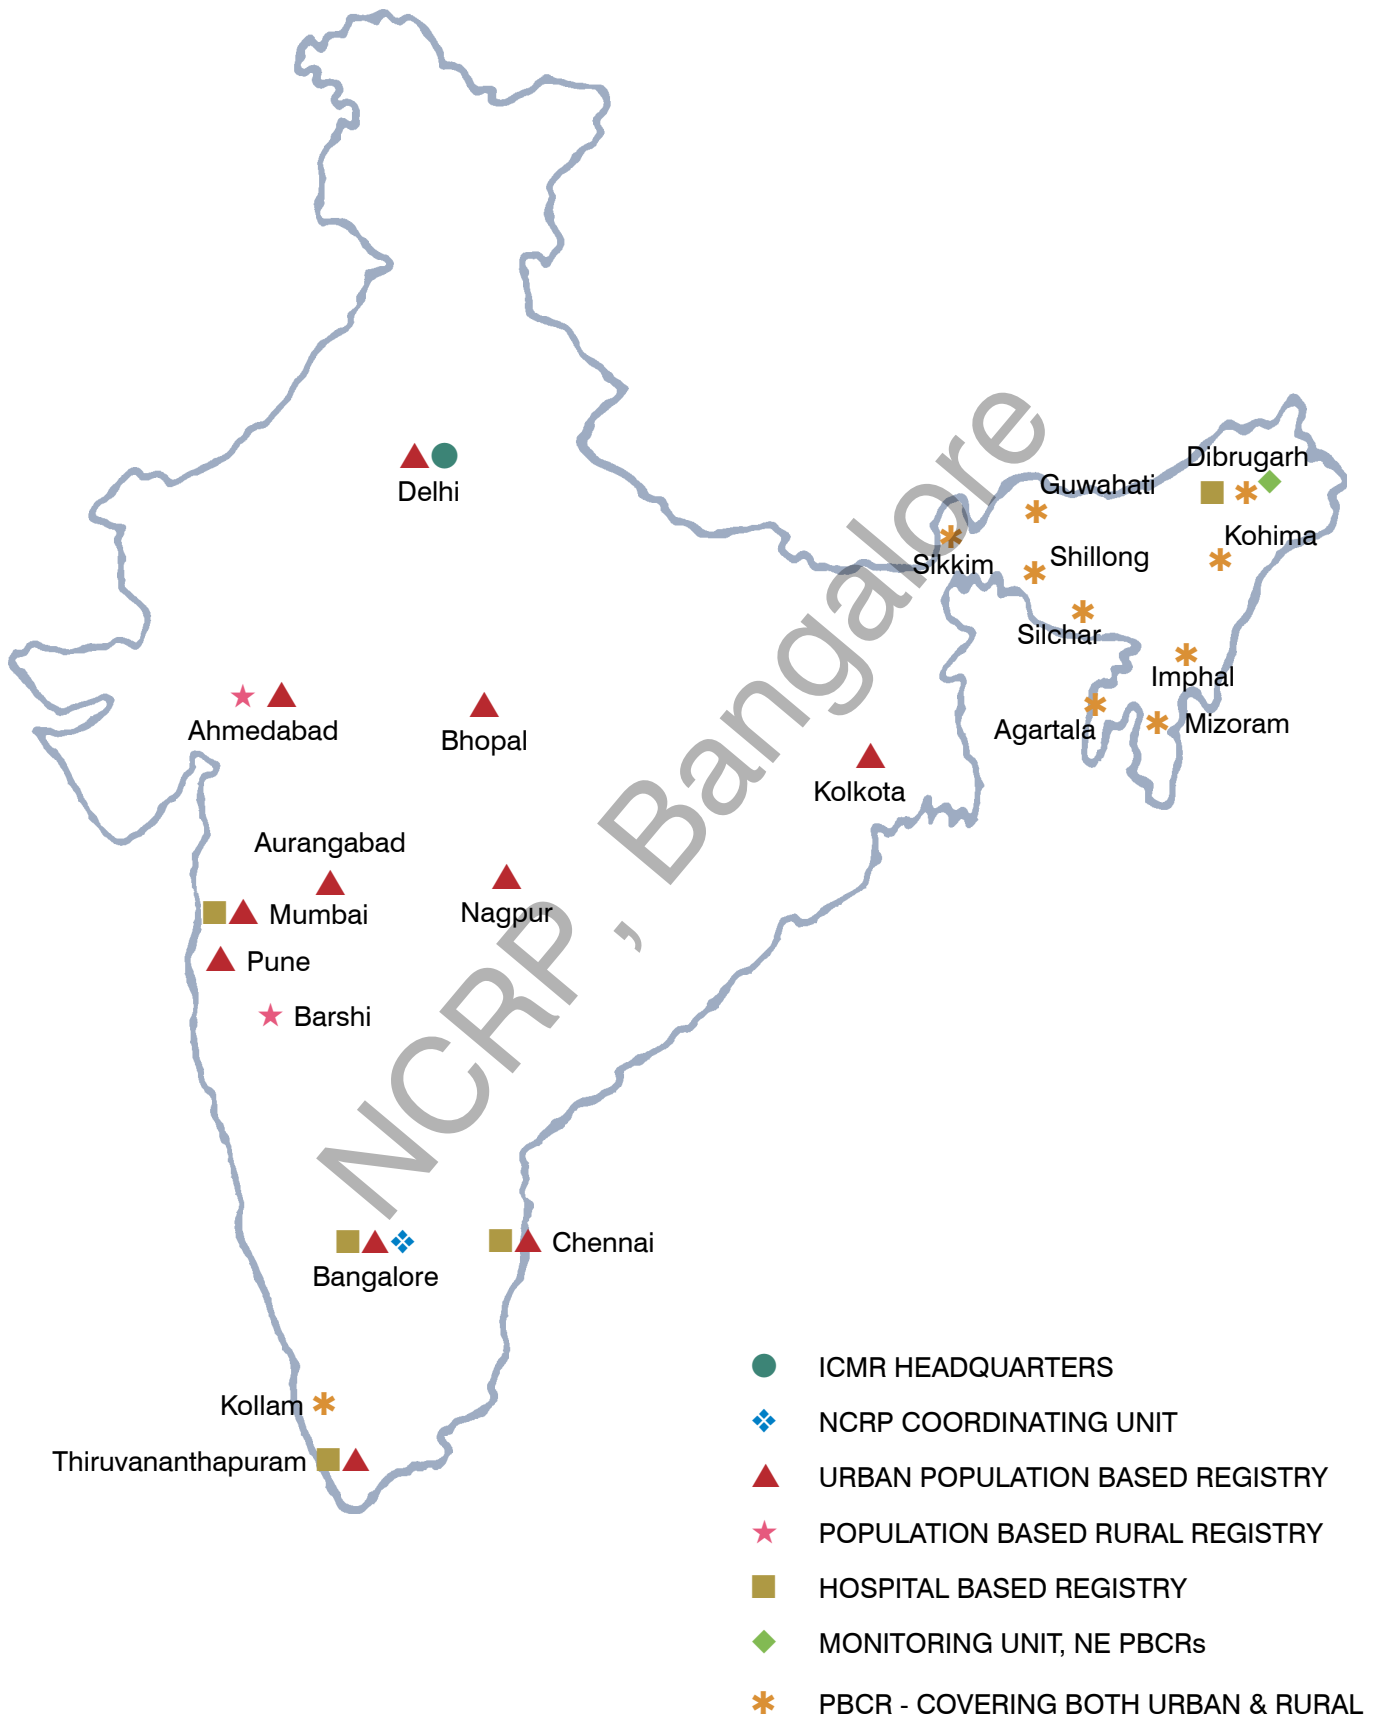 Delhi
Dibrugarh
Guwahati
Kohima
Shillong
Sikkim
Silchar
Imphal
Agartala
Mizoram
Ahmedabad
Bhopal
Kolkota
Aurangabad
Mumbai
Nagpur
Pune
Barshi
NCRP , Bangalore
Chennai
Bangalore
Kollam
Thiruvananthapuram
ICMR HEADQUARTERS
NCRP COORDINATING UNIT
URBAN POPULATION BASED REGISTRY
POPULATION BASED RURAL REGISTRY
HOSPITAL BASED REGISTRY
MONITORING UNIT, NE PBCRs
PBCR - COVERING BOTH URBAN & RURAL